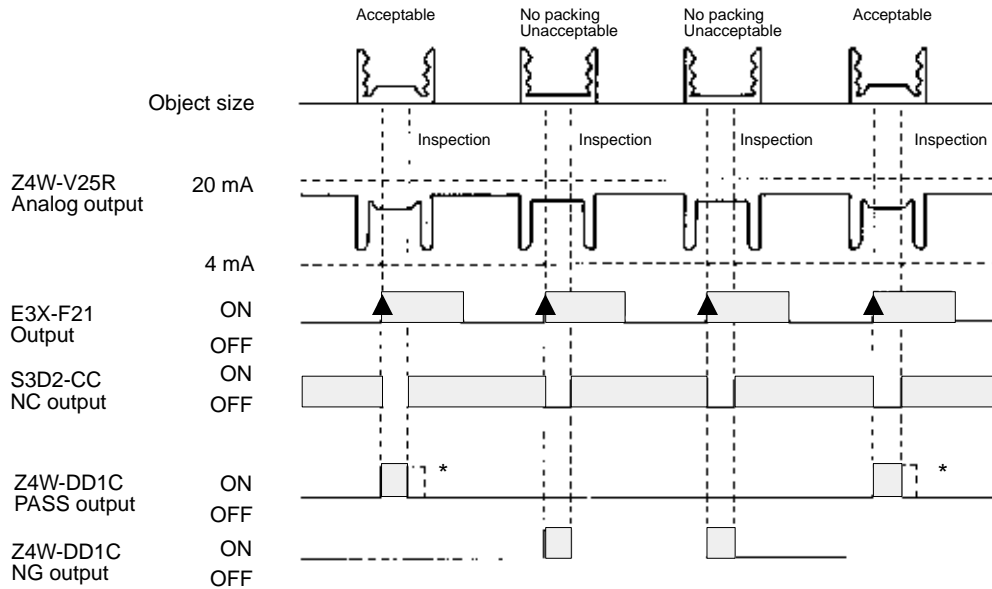 Acceptable
No packing
Unacceptable
No packing
Unacceptable
Acceptable
Object size
Inspection
Inspection
Inspection
Inspection
Z4W-V25R
Analog output
20 mA
4 mA
E3X-F21
Output
ON
OFF
S3D2-CC
NC output
ON
OFF
Z4W-DD1C
PASS output
ON
OFF
*
*
Z4W-DD1C
NG output
ON
OFF